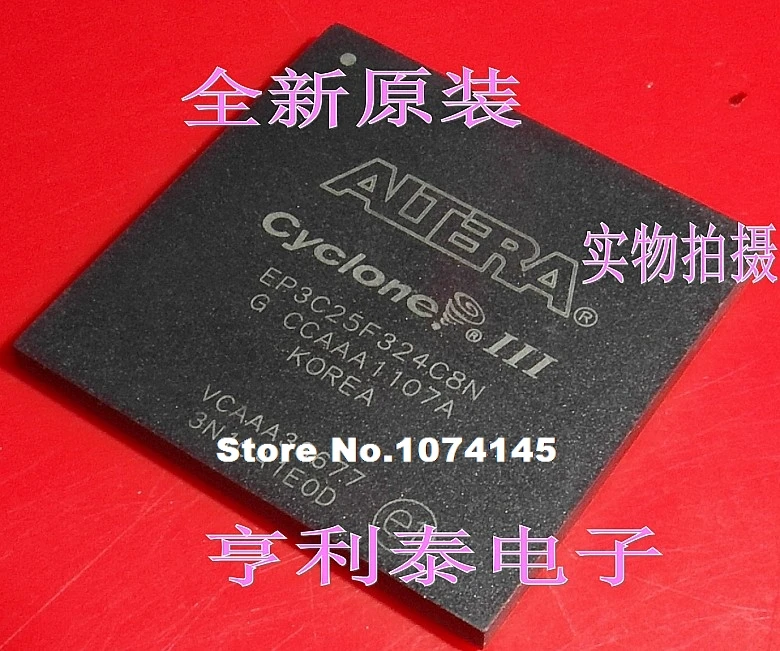 全新原装
ALTERA®
实物拍摄
Cyclone® III
EP3C25F324C8N
G CCAAA1107A
KOREA
Store No.1074145
亨利泰电子